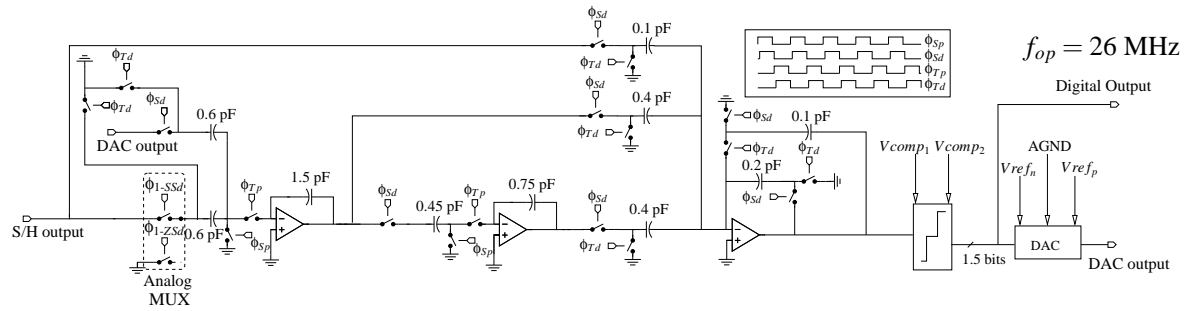 ϕSd
0.1 pF
ϕTd
ϕSp
ϕSd
ϕTp
ϕTd
fop = 26 MHz
ϕTd
ϕTd
ϕSd
0.6 pF
DAC output
ϕSd
0.4 pF
ϕTd
ϕSd
0.1 pF
ϕTd
ϕTd
0.2 pF
ϕSd
Vcomp1
Vcomp2
Digital Output
AGND
Vrefn
Vrefp
ϕ1-SSd
S/H output
ϕ1-ZSd
0.6 pF
ϕTp
ϕSp
1.5 pF
ϕSd
0.45 pF
ϕTp
ϕSp
0.75 pF
ϕSd
0.4 pF
ϕTd
Analog
MUX
1.5 bits
DAC
DAC output